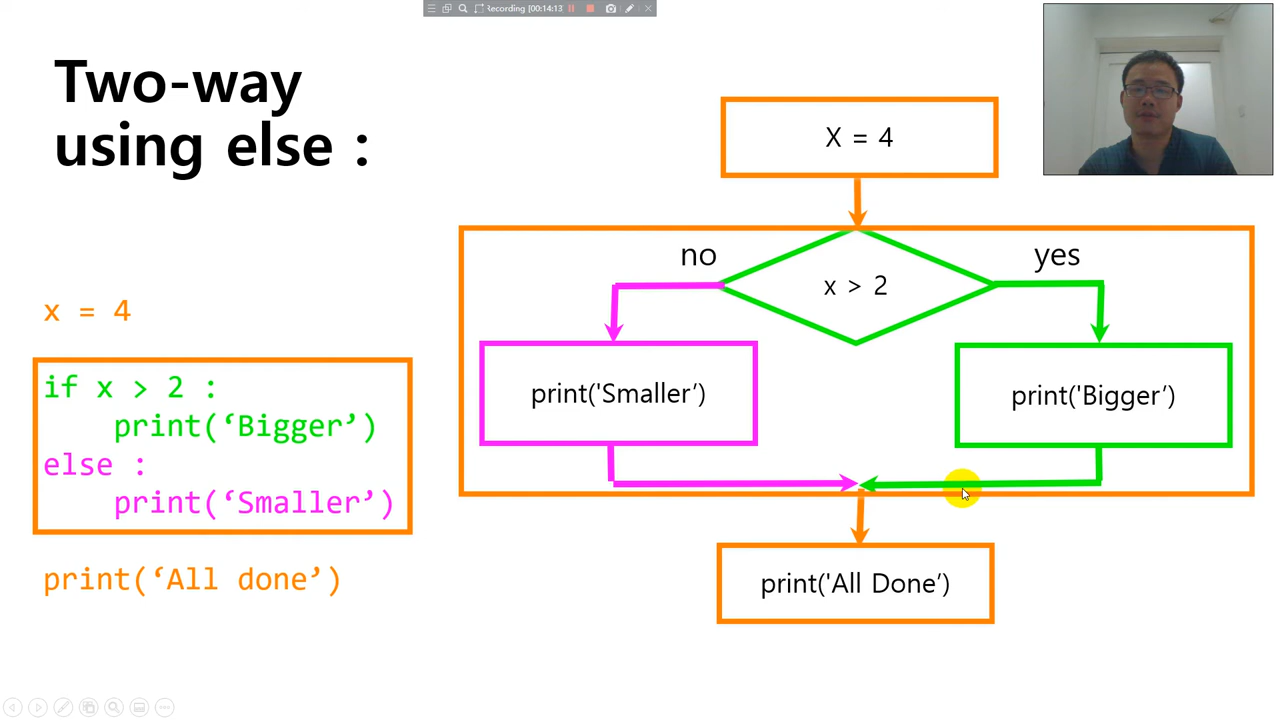 Recording [00:14:13
Two-way
using else :
X = 4
no
yes
x > 2
print('Smaller’)
print('Bigger’)
print('All Done’)
x = 4
if x > 2 :
    print(‘Bigger’)
else :
    print(‘Smaller’)
print(‘All done’)